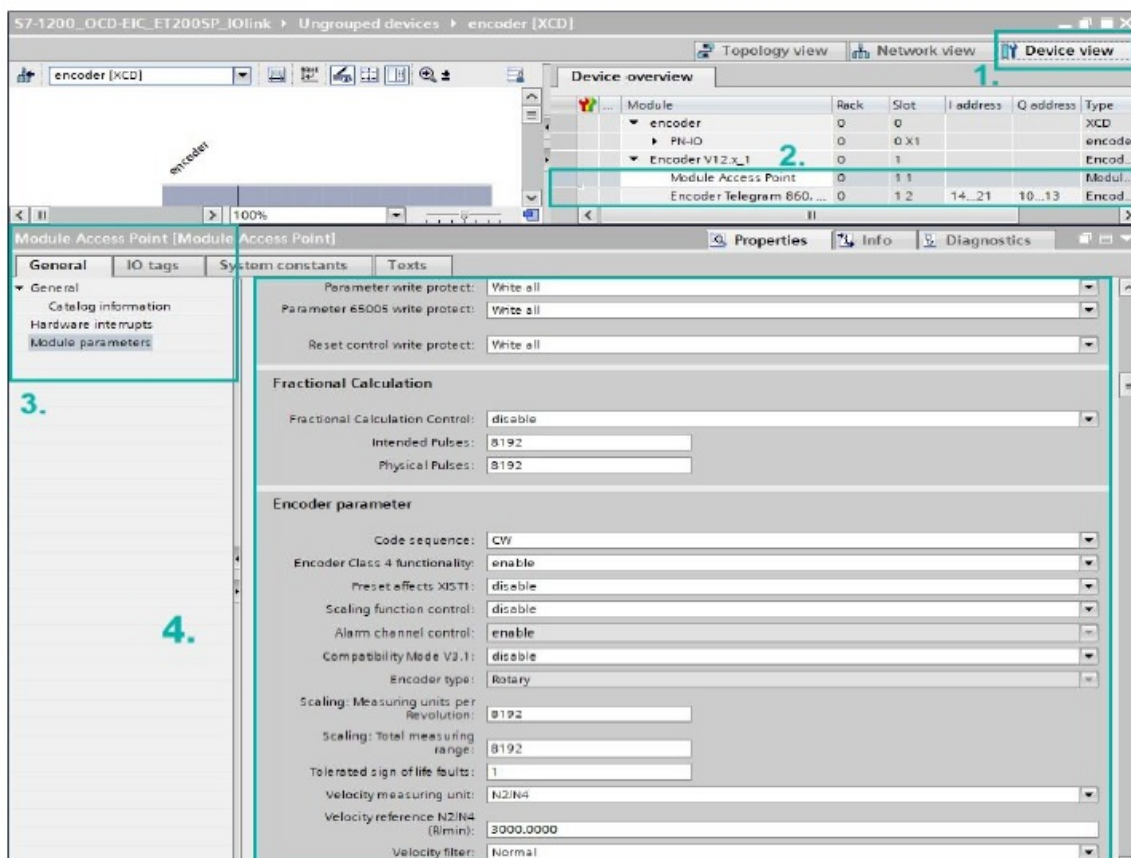 S7-1200_OCD-EIC_ET200SP_IOlink ▸ Ungrouped devices ▸ encoder [XCD]
Topology view Network view Device view
1.
encoder [XCD] Device overview
... Module Rack Slot I address Q address Type
encoder 0 0 XCD
PN-IO 0 0 X1 encode
Encoder V1.2.x_1 0 1 Encod...
2.
Module Access Point 0 1 1 Modul...
Encoder Telegram 860, ... 0 1 2 14...21 10...13 Encod...
encoder
100%
Module Access Point [Module Access Point] Properties Info Diagnostics
General IO tags System constants Texts
General
Catalog information
Hardware interrupts
Module parameters
3.
4.
Parameter write protect: Write all
Parameter 65005 write protect: Write all
Reset control write protect: Write all
Fractional Calculation
Fractional Calculation Control: disable
Intended Pulses: 8192
Physical Pulses: 8192
Encoder parameter
Code sequence: CW
Encoder Class 4 functionality: enable
Preset affects XIST1: disable
Scaling function control: disable
Alarm channel control: enable
Compatibility Mode V3.1: disable
Encoder type: Rotary
Scaling: Measuring units per
Revolution: 8192
Scaling: Total measuring
range: 8192
Tolerated sign of life faults: 1
Velocity measuring unit: N2/N4
Velocity reference N2/N4
(R/min): 3000.0000
Velocity filter: Normal